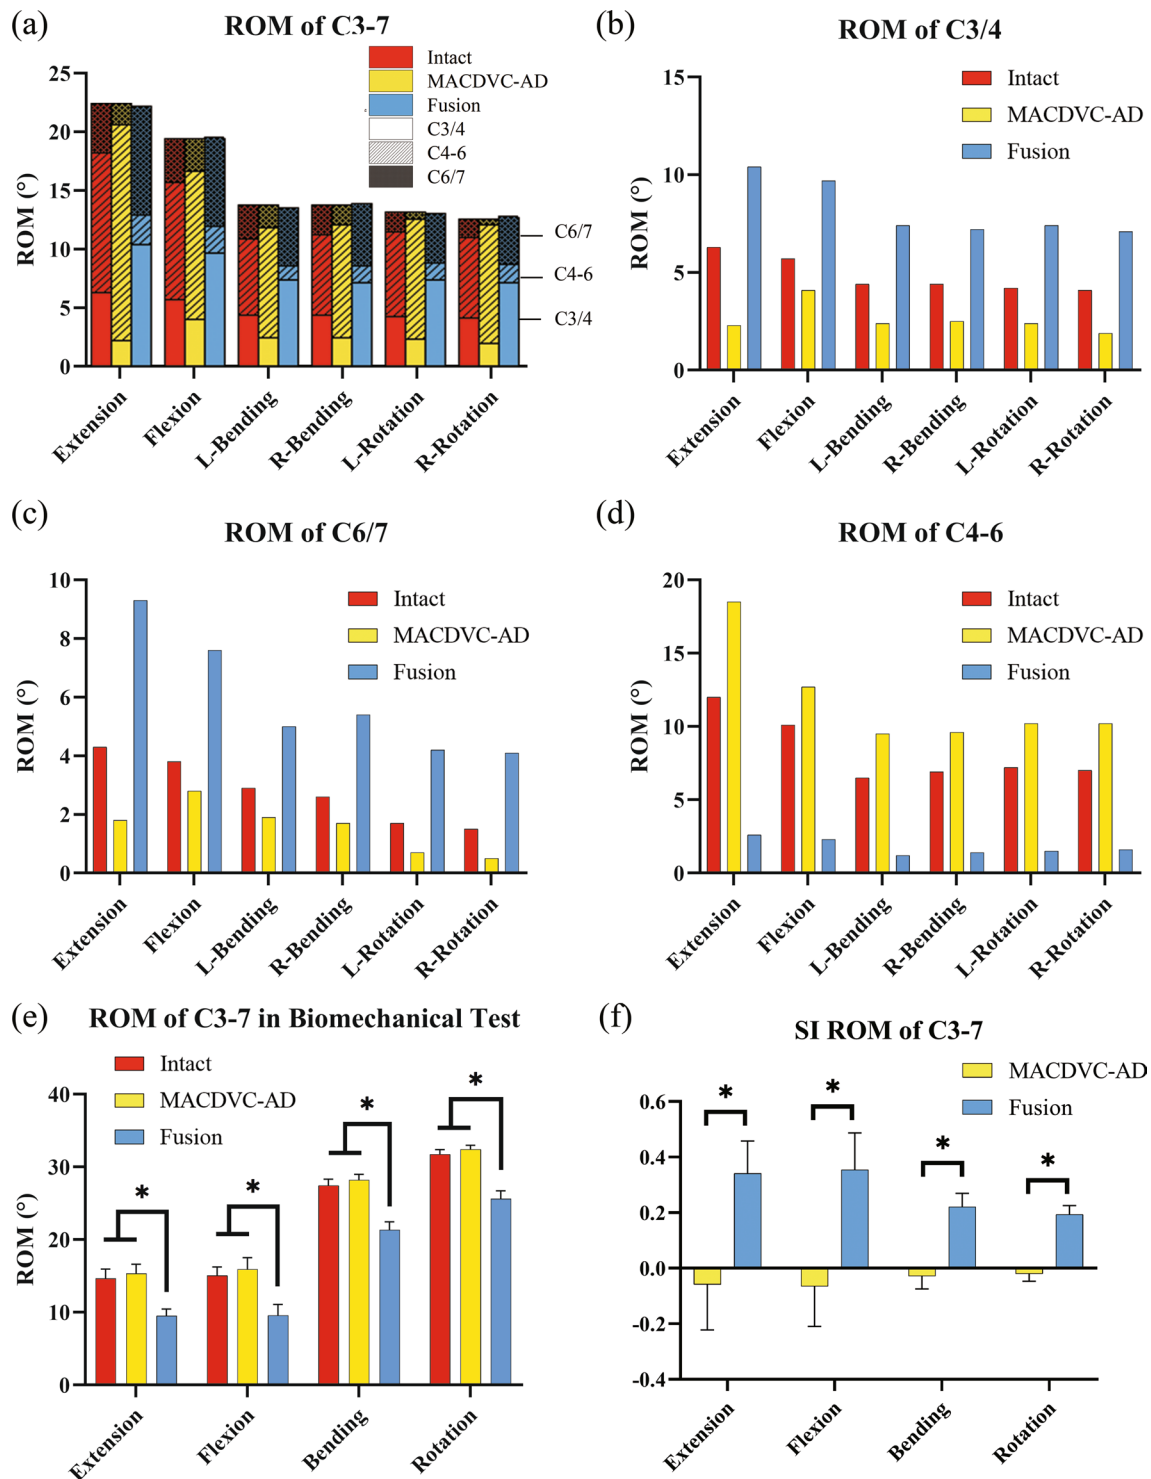 (a)
ROM of C3-7
Intact
MACDVC-AD
Fusion
C3/4
C4-6
C6/7
ROM (°)
25
20
15
10
5
0
C6/7
C4-6
C3/4
Extension
Flexion
L-Bending
R-Bending
L-Rotation
R-Rotation
(b)
ROM of C3/4
Intact
MACDVC-AD
Fusion
ROM (°)
15
10
5
0
Extension
Flexion
L-Bending
R-Bending
L-Rotation
R-Rotation
(c)
ROM of C6/7
Intact
MACDVC-AD
Fusion
ROM (°)
10
8
6
4
2
0
Extension
Flexion
L-Bending
R-Bending
L-Rotation
R-Rotation
(d)
ROM of C4-6
Intact
MACDVC-AD
Fusion
ROM (°)
20
15
10
5
0
Extension
Flexion
L-Bending
R-Bending
L-Rotation
R-Rotation
(e)
ROM of C3-7 in Biomechanical Test
Intact
MACDVC-AD
Fusion
ROM (°)
40
30
20
10
0
*
*
*
*
Extension
Flexion
Bending
Rotation
(f)
SI ROM of C3-7
MACDVC-AD
Fusion
0.6
0.4
0.2
0.0
-0.2
-0.4
*
*
*
*
Extension
Flexion
Bending
Rotation